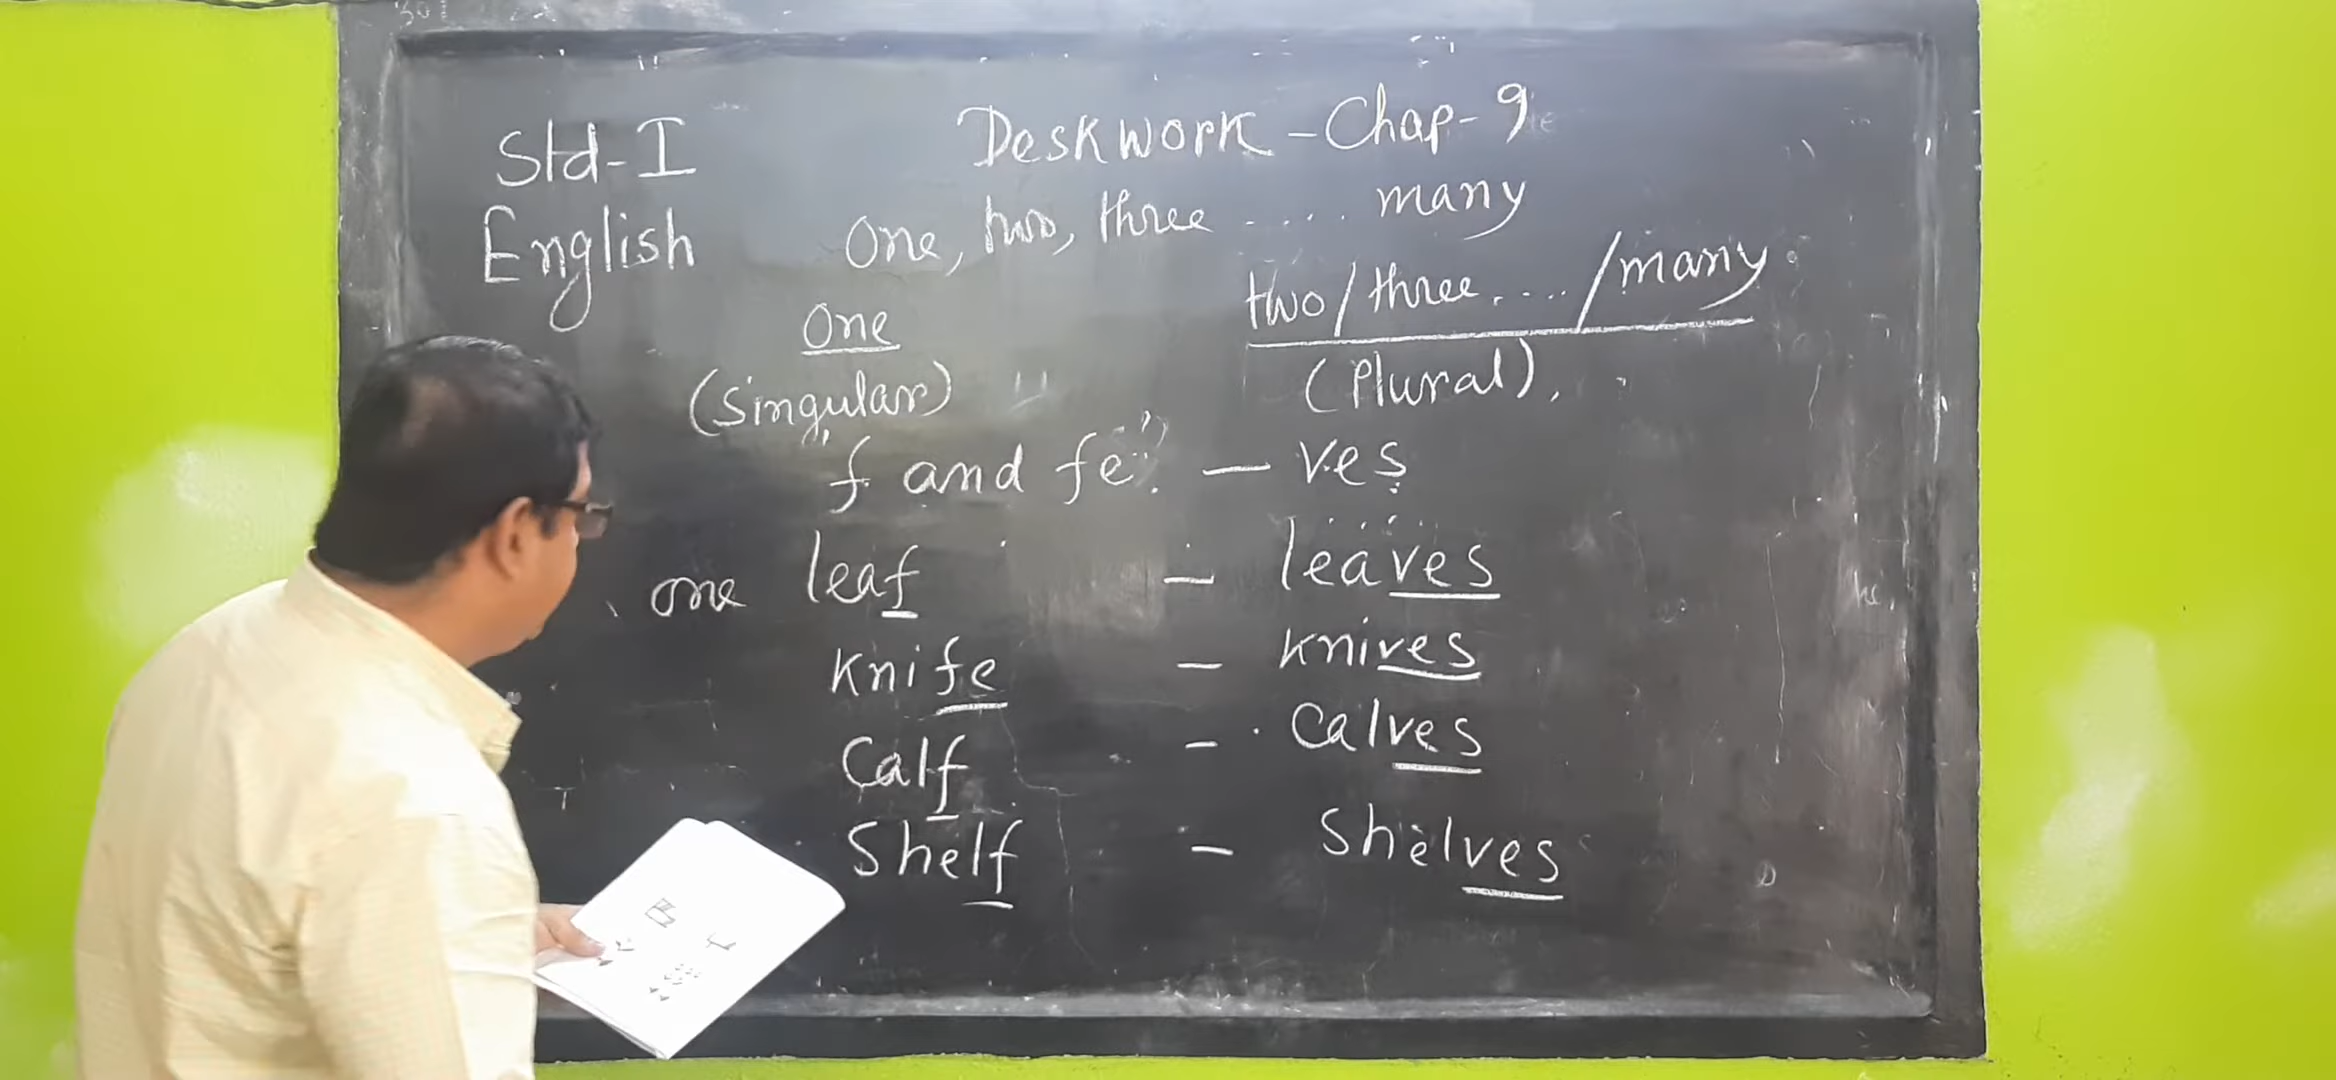 Std-I Deskwork - Chap-9
English One, two, three ..... many
One two/three..../many
(Singular) (Plural).
"f and fe" - ves
one leaf - leaves
Knife - knives
Calf - Calves
Shelf - Shelves